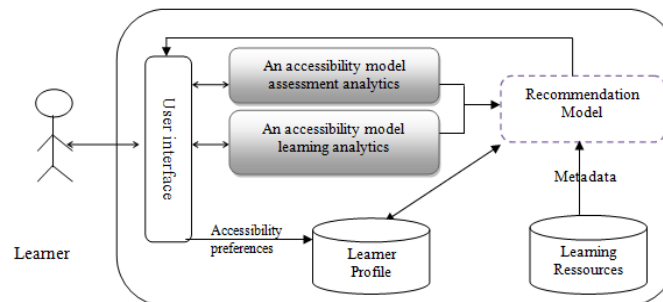 An accessibility model
assessment analytics
An accessibility model
learning analytics
User interface
Recommendation
Model
Metadata
Accessibility
preferences
Learner
Learner
Profile
Learning
Ressources